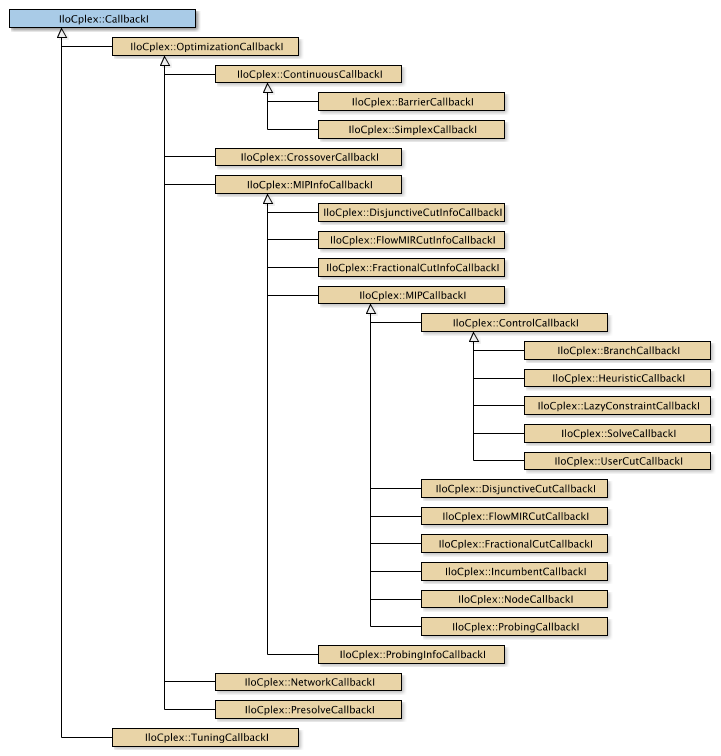 IloCplex::CallbackI
IloCplex::OptimizationCallbackI
IloCplex::ContinuousCallbackI
IloCplex::BarrierCallbackI
IloCplex::SimplexCallbackI
IloCplex::CrossoverCallbackI
IloCplex::MIPInfoCallbackI
IloCplex::DisjunctiveCutInfoCallbackI
IloCplex::FlowMIRCutInfoCallbackI
IloCplex::FractionalCutInfoCallbackI
IloCplex::MIPCallbackI
IloCplex::ControlCallbackI
IloCplex::BranchCallbackI
IloCplex::HeuristicCallbackI
IloCplex::LazyConstraintCallbackI
IloCplex::SolveCallbackI
IloCplex::UserCutCallbackI
IloCplex::DisjunctiveCutCallbackI
IloCplex::FlowMIRCutCallbackI
IloCplex::FractionalCutCallbackI
IloCplex::IncumbentCallbackI
IloCplex::NodeCallbackI
IloCplex::ProbingCallbackI
IloCplex::ProbingInfoCallbackI
IloCplex::NetworkCallbackI
IloCplex::PresolveCallbackI
IloCplex::TuningCallbackI